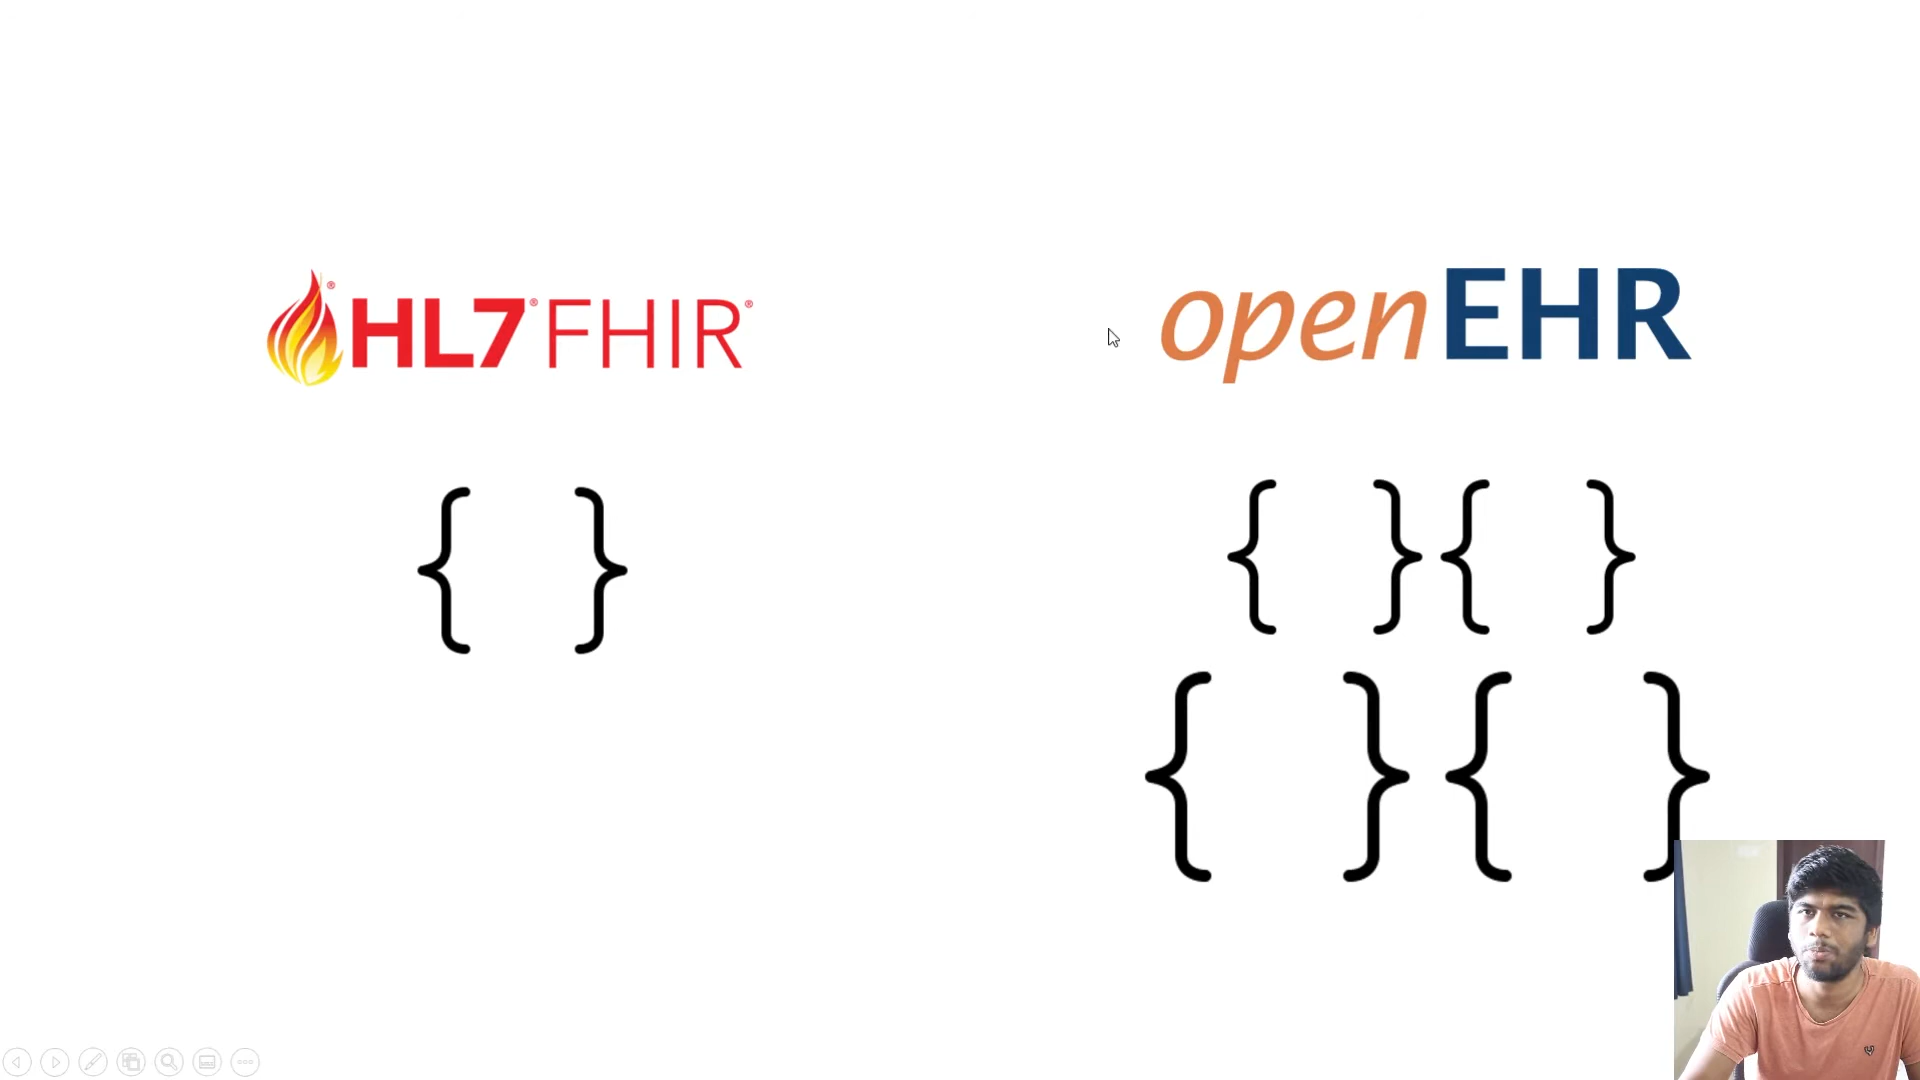 HL7® FHIR®
openEHR
{ }
{ } { }
{ } { }